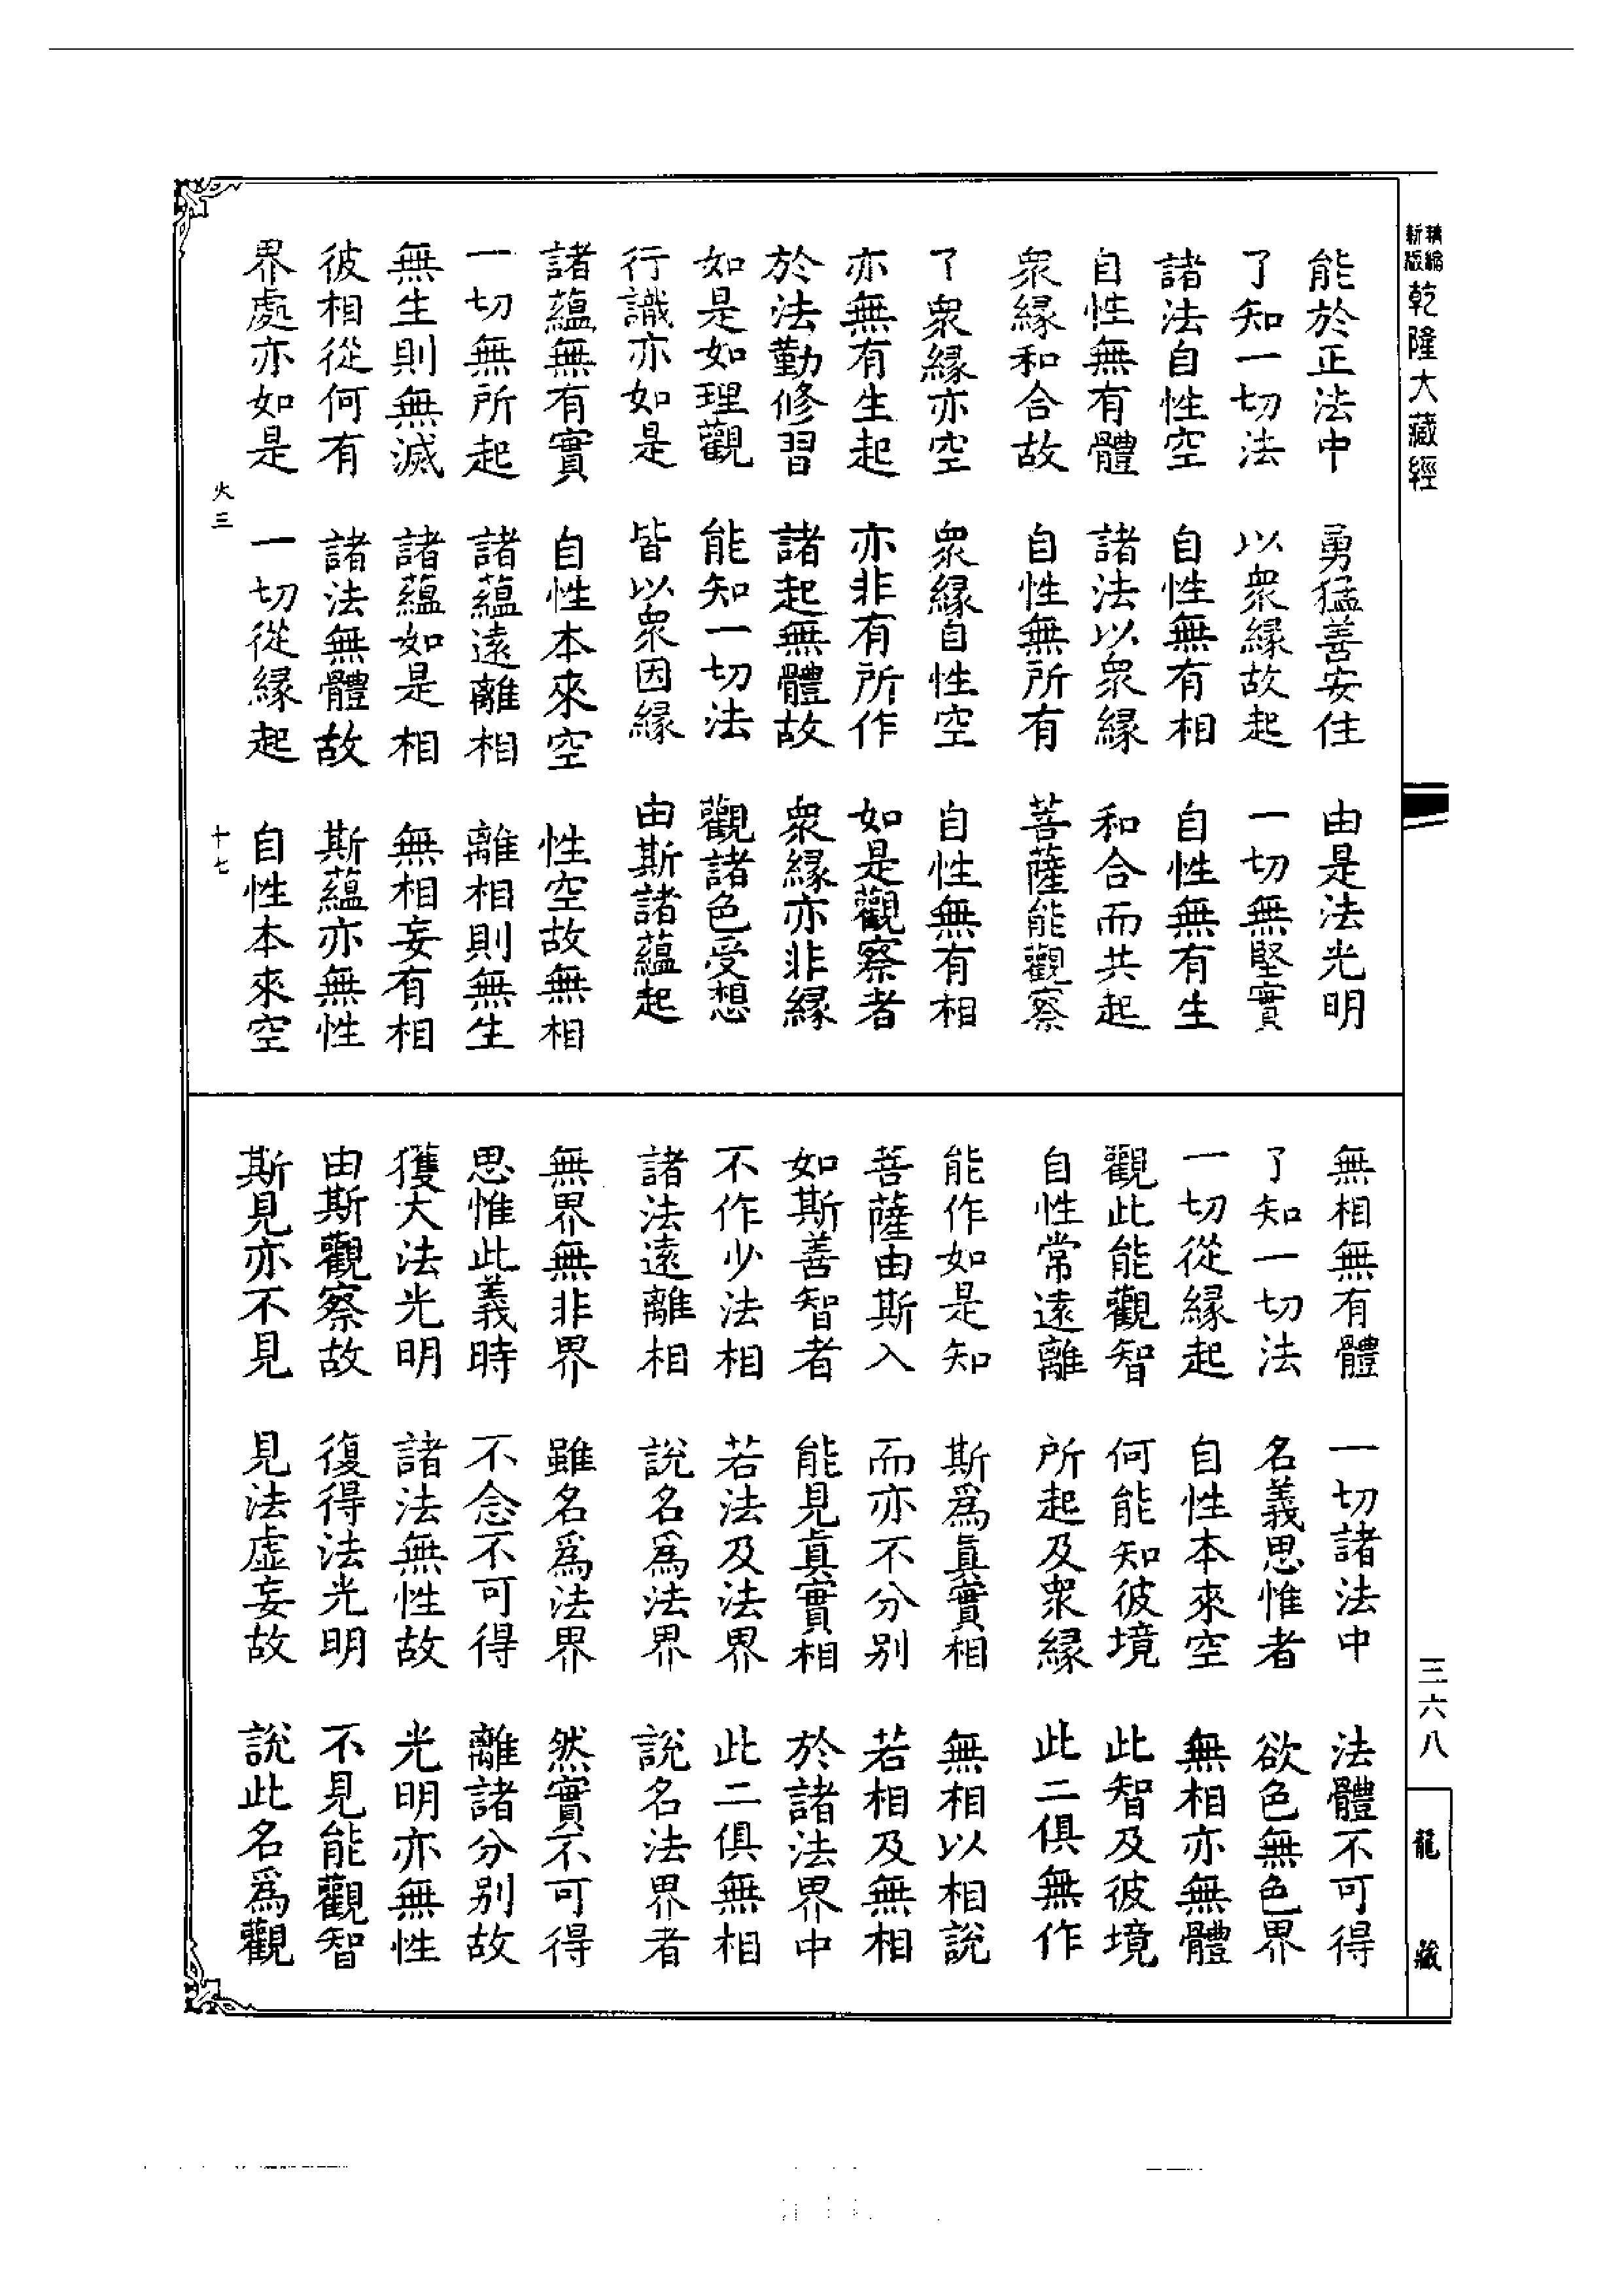 新編
縮版
乾隆大藏經
能於正法中 勇猛善安住 由是法光明
了知一切法 以眾緣故起 一切無堅實
諸法自性空 自性無有相 自性無有生
自性無有體 諸法以眾緣 和合而共起
眾緣和合故 自性無所有 菩薩能觀察
了眾緣亦空 眾緣自性空 自性無有相
亦無有生起 亦非有所作 如是觀察者
於法勤修習 諸起無體故 眾緣亦非緣
如是如理觀 能知一切法 觀諸色受想
行識亦如是 皆以眾因緣 由斯諸蘊起
諸蘊無有實 自性本來空 性空故無相
一切無所起 諸蘊遠離相 離相則無生
無生則無滅 諸蘊如是相 無相妄有相
彼相從何有 諸法無體故 斯蘊亦無性
界處亦如是 一切從緣起 自性本來空
火三 十七
無相無有體 一切諸法中 法體不可得
了知一切法 名義思惟者 欲色無色界
一切從緣起 自性本來空 無相亦無體
觀此能觀智 何能知彼境 此智及彼境
自性常遠離 所起及眾緣 此二俱無作
能作如是知 斯為眞實相 無相以相說
菩薩由斯入 而亦不分別 若相及無相
如斯善智者 能見眞實相 於諸法界中
不作少法相 若法及法界 此二俱無相
諸法遠離相 說名為法界 說名法界者
無界無非界 雖名為法界 然實不可得
思惟此義時 不念不可得 離諸分別故
獲大法光明 諸法無性故 光明亦無性
由斯觀察故 復得法光明 不見能觀智
斯見亦不見 見法虛妄故 說此名為觀
三六八
龍藏